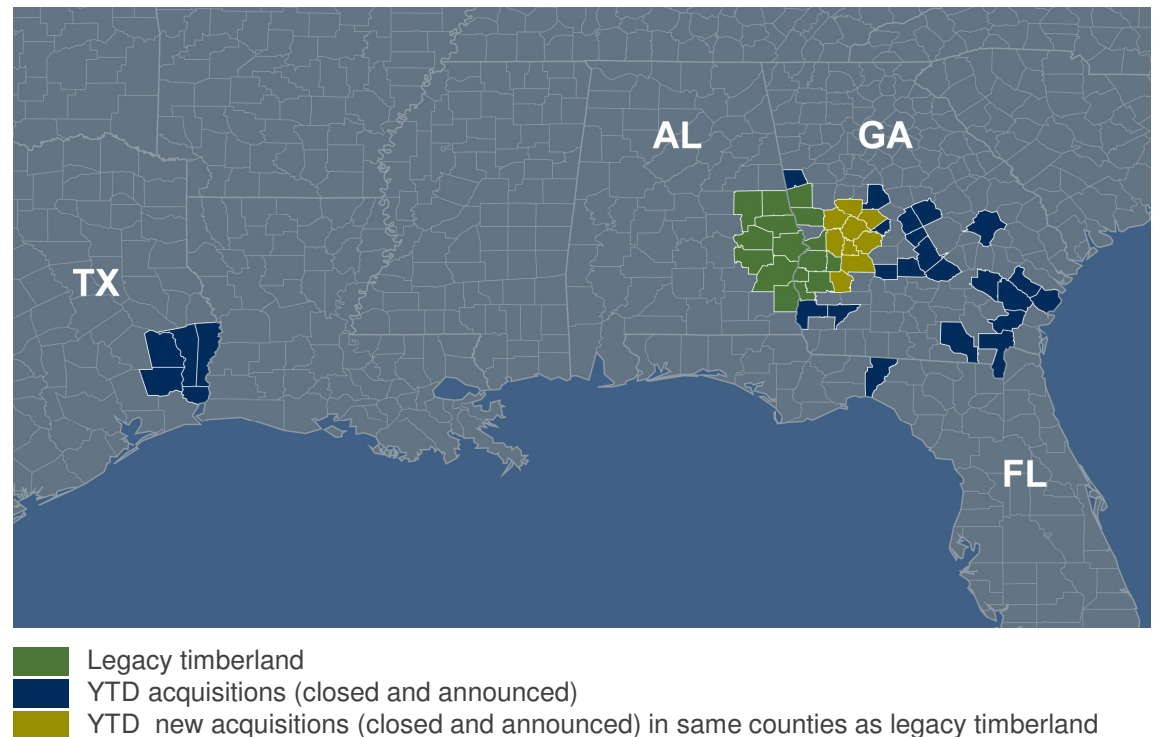 AL
GA
TX
FL
Legacy timberland
YTD acquisitions (closed and announced)
YTD  new acquisitions (closed and announced) in same counties as legacy timberland